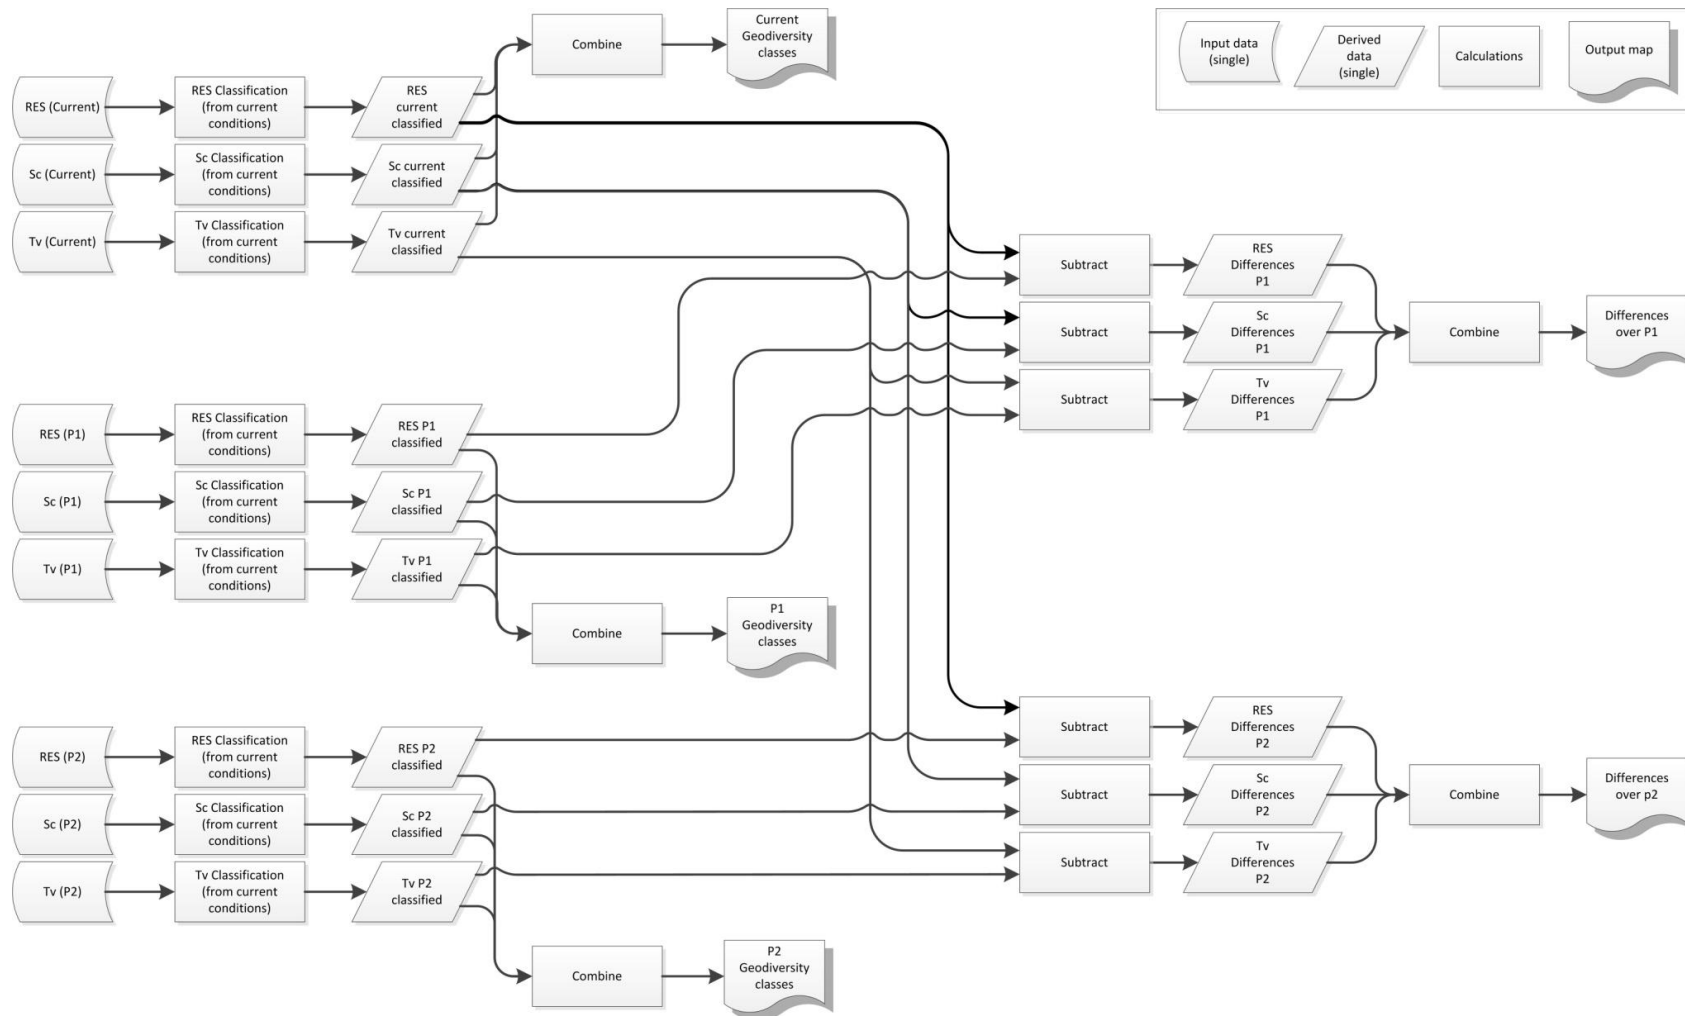 Current
Geodiversity
classes
Combine
Input data
(single)
Derived
data
(single)
Calculations
Output map
RES (Current)
RES Classification
(from current
conditions)
RES
current
classified
Sc (Current)
Sc Classification
(from current
conditions)
Sc current
classified
Tv (Current)
Tv Classification
(from current
conditions)
Tv current
classified
Subtract
RES
Differences
P1
Subtract
Sc
Differences
P1
Combine
Differences
over P1
Subtract
Tv
Differences
P1
RES (P1)
RES Classification
(from current
conditions)
RES P1
classified
Sc (P1)
Sc Classification
(from current
conditions)
Sc P1
classified
Tv (P1)
Tv Classification
(from current
conditions)
Tv P1
classified
Combine
P1
Geodiversity
classes
RES (P2)
RES Classification
(from current
conditions)
RES P2
classified
Sc (P2)
Sc Classification
(from current
conditions)
Sc P2
classified
Tv (P2)
Tv Classification
(from current
conditions)
Tv P2
classified
Subtract
RES
Differences
P2
Subtract
Sc
Differences
P2
Combine
Differences
over p2
Subtract
Tv
Differences
P2
Combine
P2
Geodiversity
classes